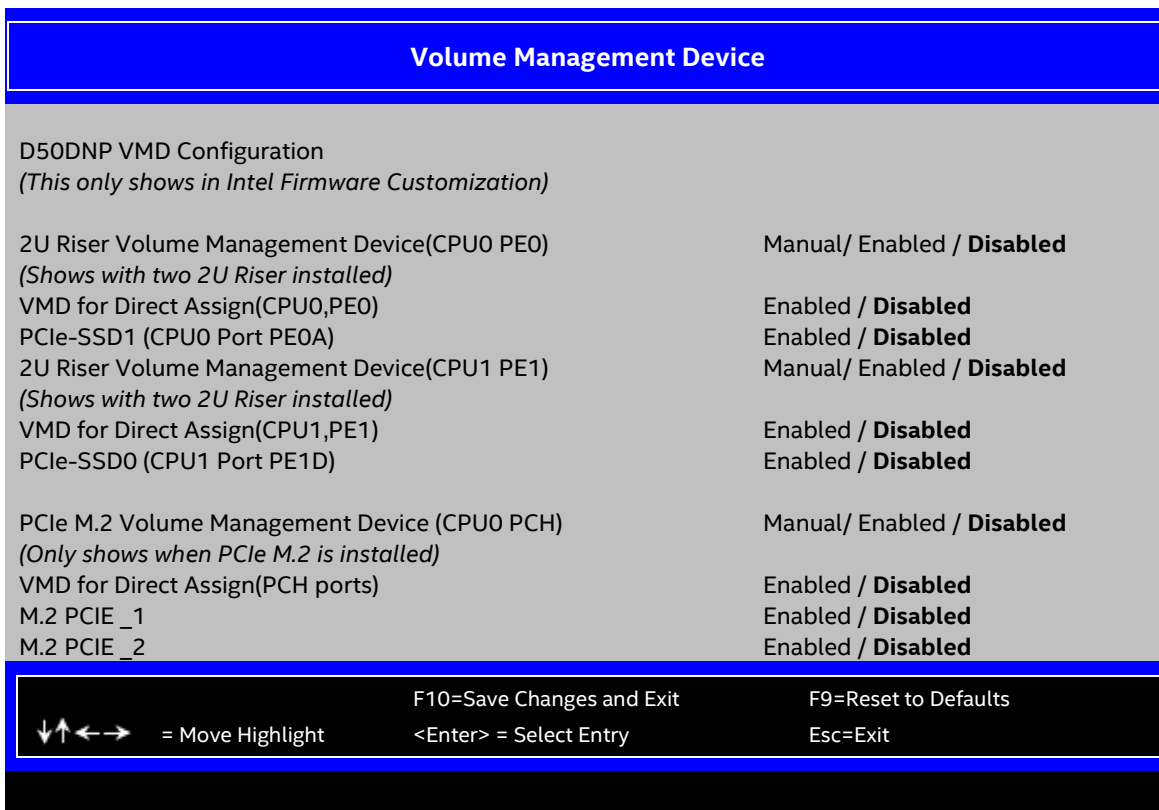 Volume Management Device
D50DNP VMD Configuration
(This only shows in Intel Firmware Customization)
2U Riser Volume Management Device(CPU0 PE0) Manual/ Enabled / Disabled
(Shows with two 2U Riser installed)
VMD for Direct Assign(CPU0,PE0) Enabled / Disabled
PCIe-SSD1 (CPU0 Port PE0A) Enabled / Disabled
2U Riser Volume Management Device(CPU1 PE1) Manual/ Enabled / Disabled
(Shows with two 2U Riser installed)
VMD for Direct Assign(CPU1,PE1) Enabled / Disabled
PCIe-SSD0 (CPU1 Port PE1D) Enabled / Disabled
PCIe M.2 Volume Management Device (CPU0 PCH) Manual/ Enabled / Disabled
(Only shows when PCIe M.2 is installed)
VMD for Direct Assign(PCH ports) Enabled / Disabled
M.2 PCIE _1 Enabled / Disabled
M.2 PCIE _2 Enabled / Disabled
F10=Save Changes and Exit F9=Reset to Defaults
↓↑←→ = Move Highlight <Enter> = Select Entry Esc=Exit